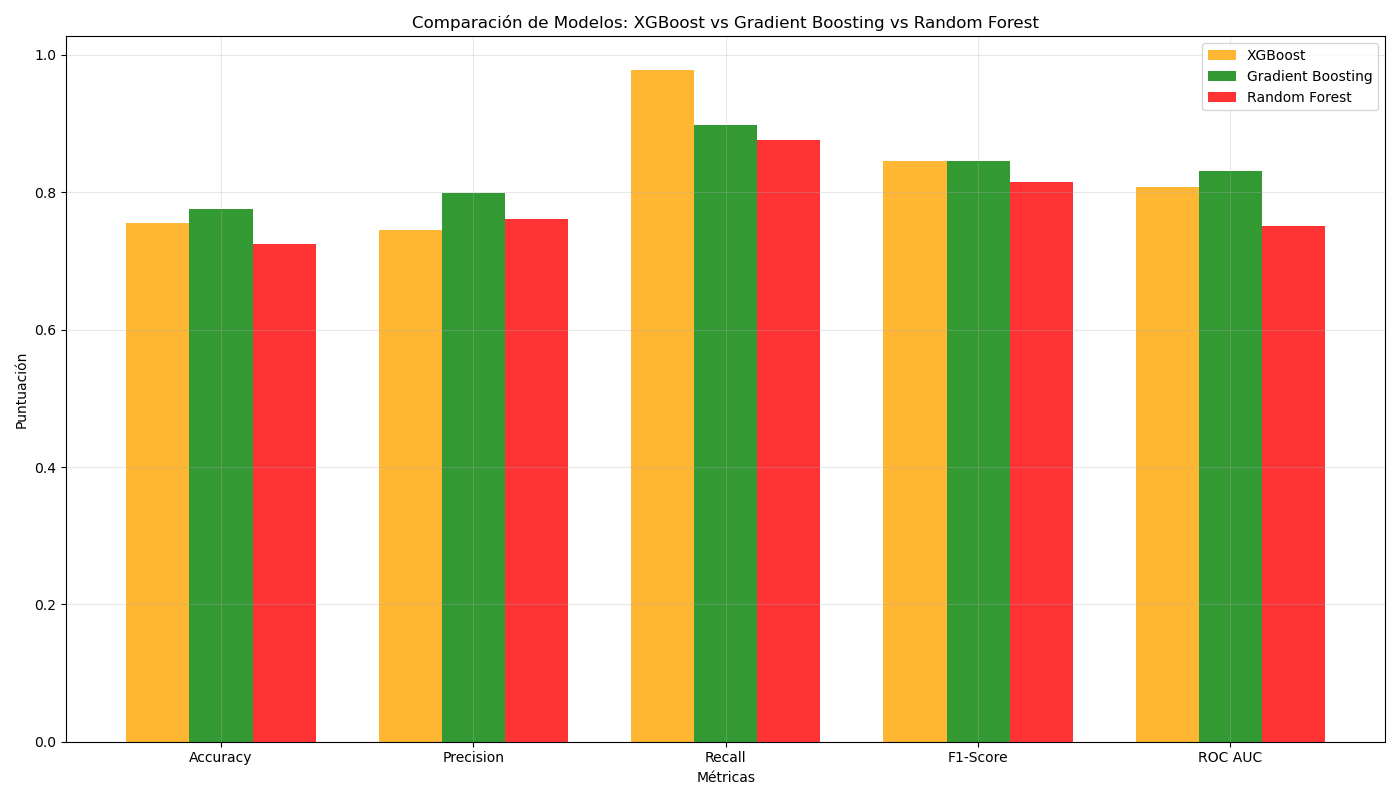 Comparación de Modelos: XGBoost vs Gradient Boosting vs Random Forest
XGBoost
Gradient Boosting
Random Forest
Puntuación
1.0
0.8
0.6
0.4
0.2
0.0
Accuracy
Precision
Recall
F1-Score
ROC AUC
Métricas